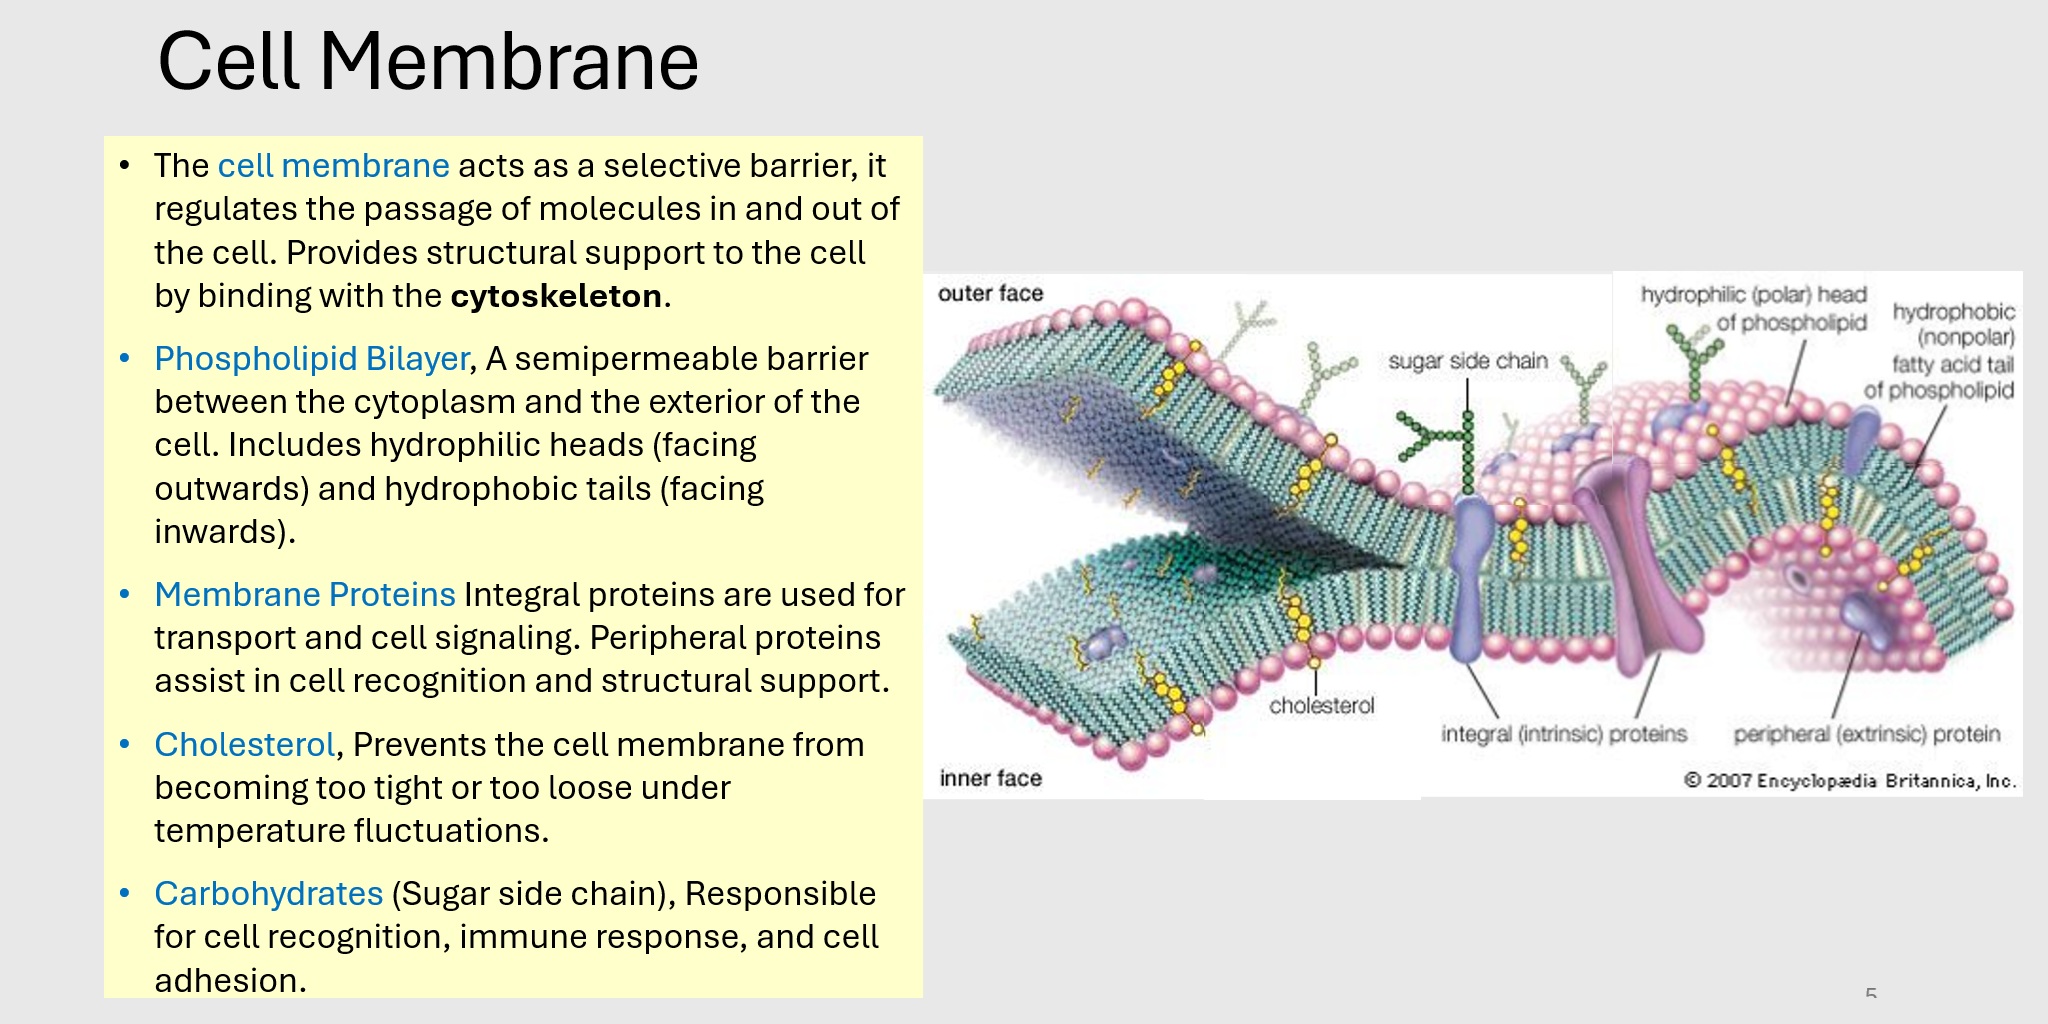 Cell Membrane
• The cell membrane acts as a selective barrier, it
regulates the passage of molecules in and out of
the cell. Provides structural support to the cell
by binding with the cytoskeleton.
• Phospholipid Bilayer, A semipermeable barrier
between the cytoplasm and the exterior of the
cell. Includes hydrophilic heads (facing
outwards) and hydrophobic tails (facing
inwards).
• Membrane Proteins Integral proteins are used for
transport and cell signaling. Peripheral proteins
assist in cell recognition and structural support.
• Cholesterol, Prevents the cell membrane from
becoming too tight or too loose under
temperature fluctuations.
• Carbohydrates (Sugar side chain), Responsible
for cell recognition, immune response, and cell
adhesion.
outer face
sugar side chain
hydrophilic (polar) head
of phospholipid
hydrophobic
(nonpolar)
fatty acid tail
of phospholipid
cholesterol
integral (intrinsic) proteins
peripheral (extrinsic) protein
inner face
© 2007 Encyclopædia Britannica, Inc.
5